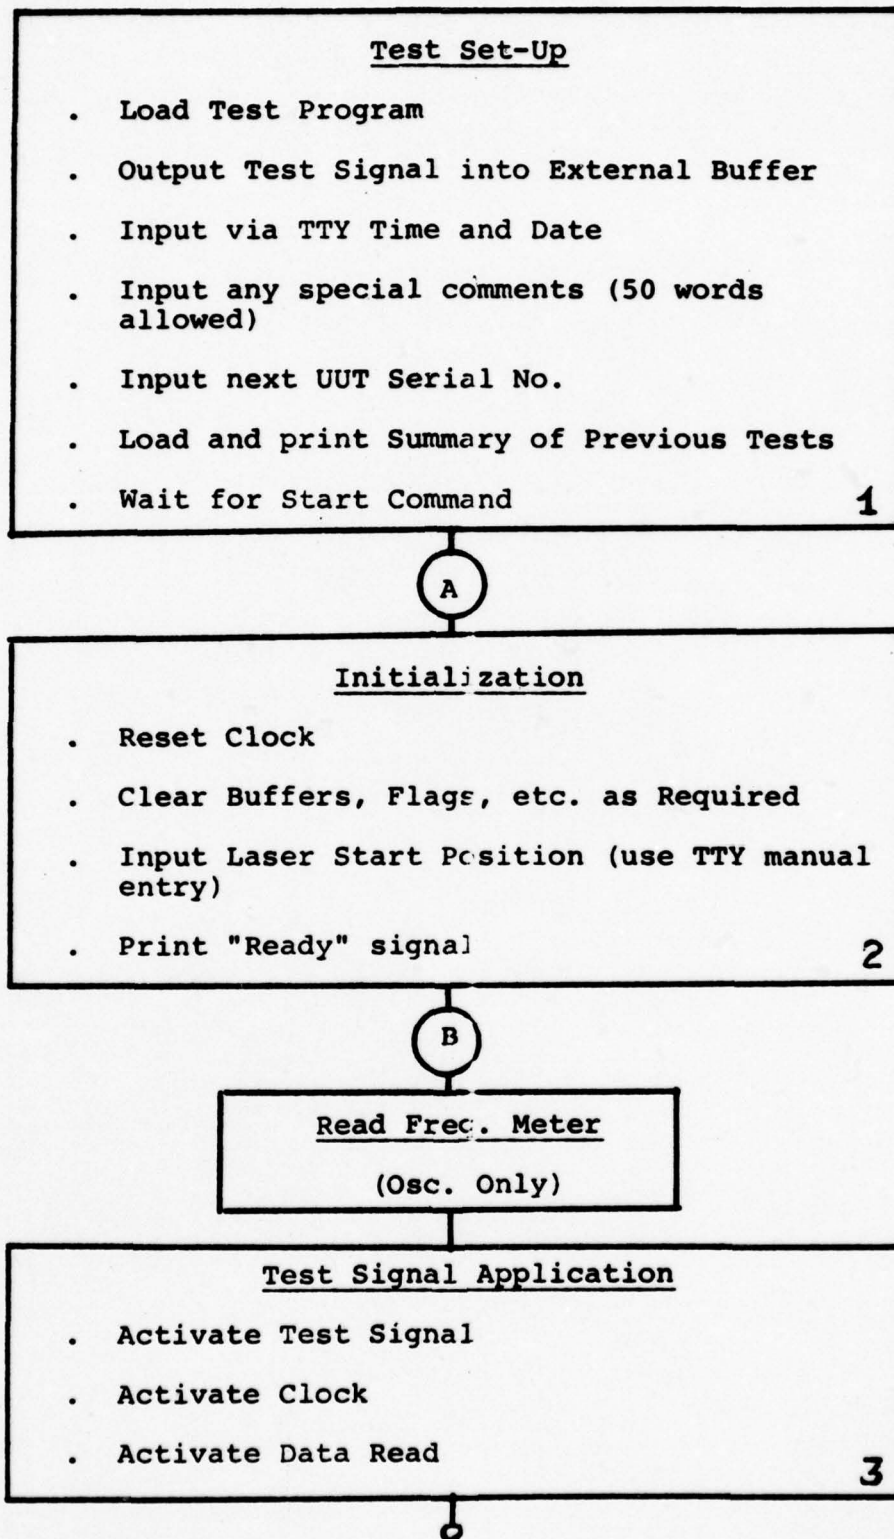 Test Set-Up
. Load Test Program
. Output Test Signal into External Buffer
. Input via TTY Time and Date
. Input any special comments (50 words
allowed)
. Input next UUT Serial No.
. Load and print Summary of Previous Tests
. Wait for Start Command
1
A
Initialization
. Reset Clock
. Clear Buffers, Flags, etc. as Required
. Input Laser Start Position (use TTY manual
entry)
. Print "Ready" signal
2
B
Read Freq. Meter
(Osc. Only)
Test Signal Application
. Activate Test Signal
. Activate Clock
. Activate Data Read
3